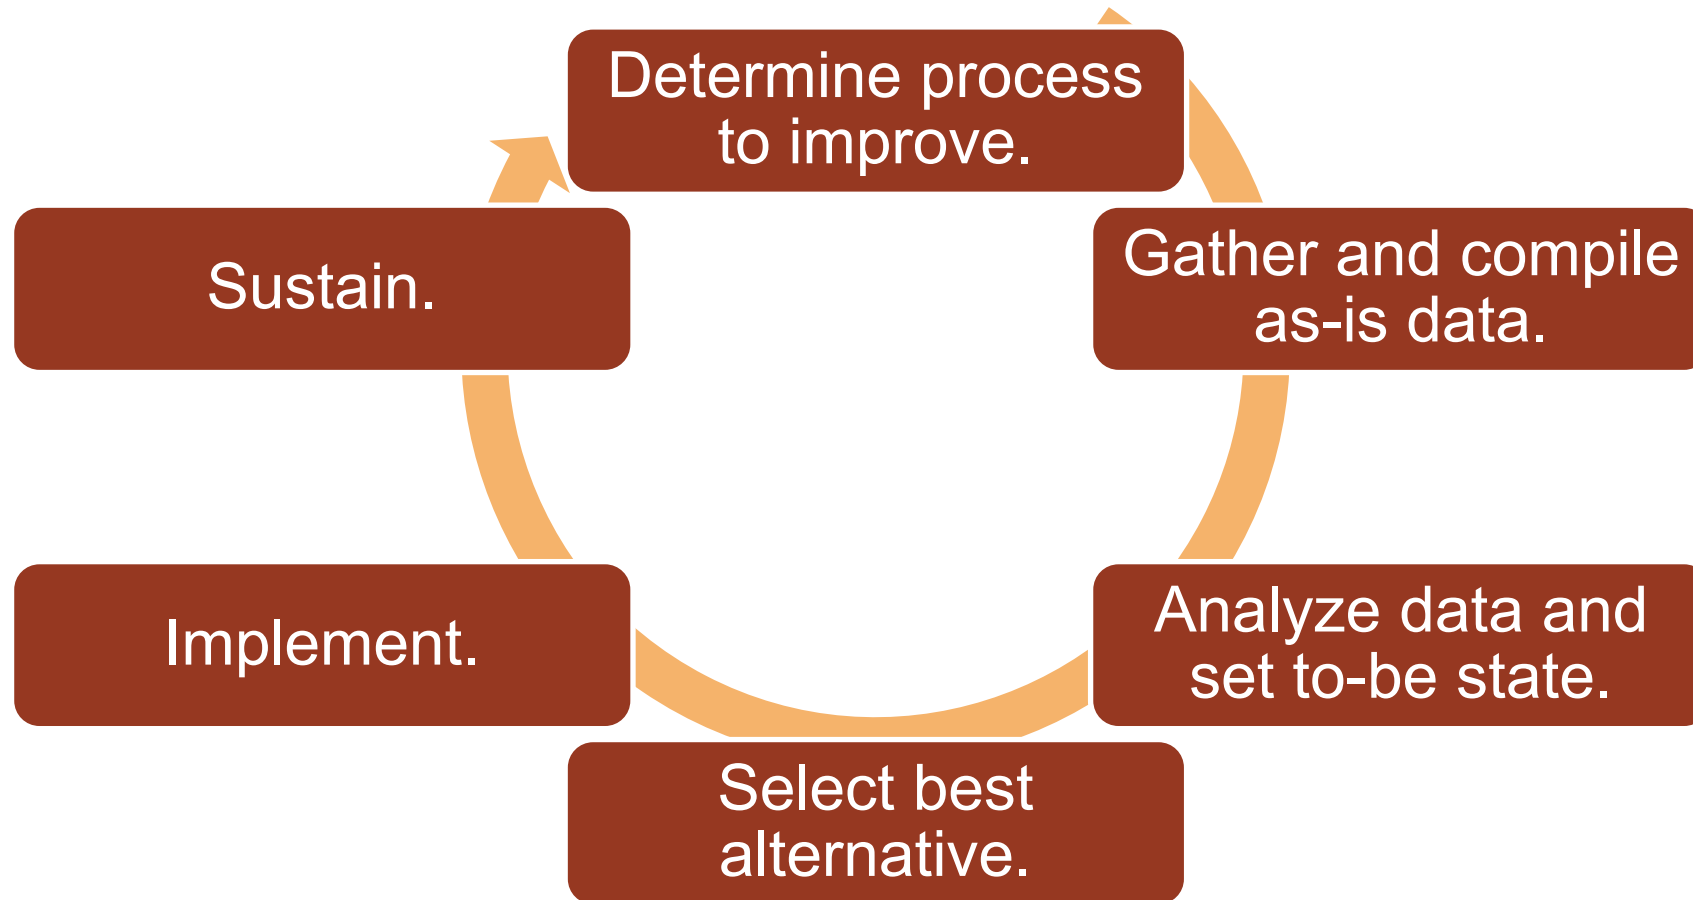 Determine process
to improve.
Gather and compile
as-is data.
Analyze data and
set to-be state.
Select best
alternative.
Implement.
Sustain.